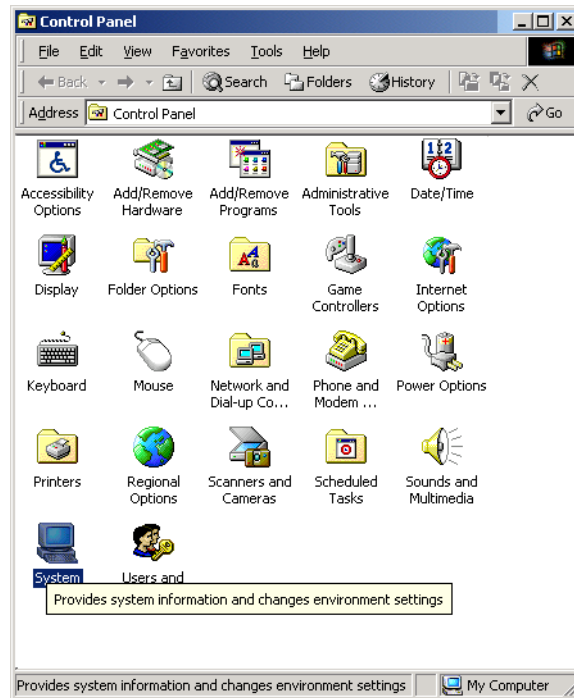 Control Panel
File Edit View Favorites Tools Help
Back Search Folders History
Address Control Panel Go
Accessibility Options
Add/Remove Hardware
Add/Remove Programs
Administrative Tools
Date/Time
1 2
Display
Folder Options
Fonts
Game Controllers
Internet Options
Keyboard
Mouse
Network and Dial-up Co...
Phone and Modem ...
Power Options
Printers
Regional Options
Scanners and Cameras
Scheduled Tasks
Sounds and Multimedia
System
Users and
Provides system information and changes environment settings
Provides system information and changes environment settings My Computer